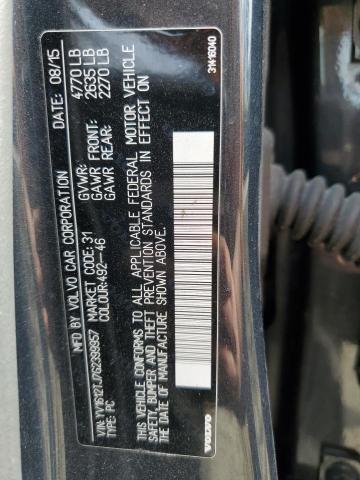 MFD. BY VOLVO CAR CORPORATION 08/15
VIN: YV1612TJ7G2399957 GVWR: 4770 LB
TYPE: PC MARKET CODE: 31 GAWR FRONT: 2635 LB
COLOUR: 492-46 GAWR REAR: 2270 LB
THIS VEHICLE CONFORMS TO ALL APPLICABLE FEDERAL MOTOR VEHICLE
SAFETY, BUMPER AND THEFT PREVENTION STANDARDS IN EFFECT ON
THE DATE OF MANUFACTURE SHOWN ABOVE.
VOLVO 31416040